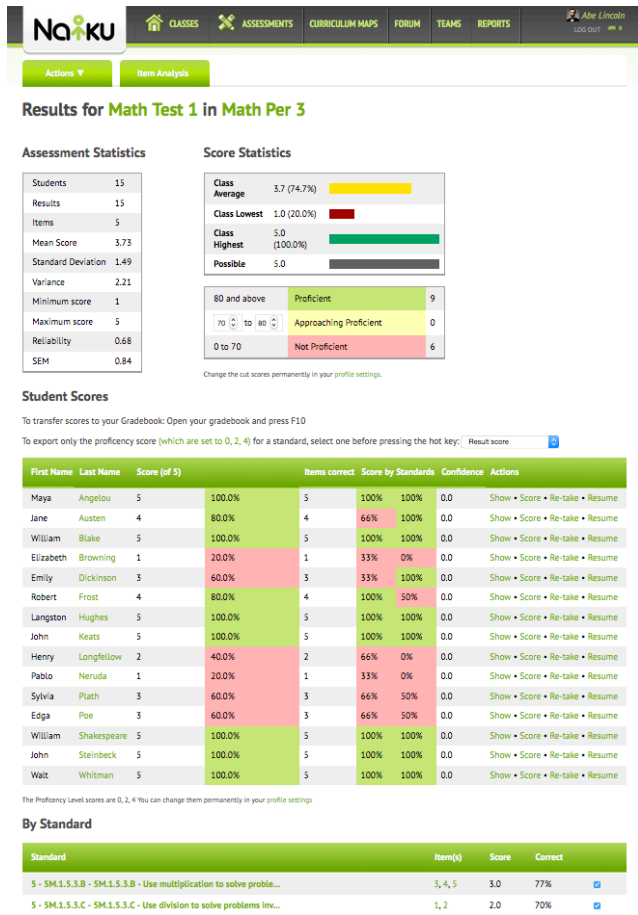 Naiku
CLASSES ASSESSMENTS CURRICULUM MAPS FORUM TEAMS REPORTS Abe Lincoln
LOG OUT
Actions ▼ Item Analysis
Results for Math Test 1 in Math Per 3
Assessment Statistics
Students 15
Results 15
Items 5
Mean Score 3.73
Standard Deviation 1.49
Variance 2.21
Minimum score 1
Maximum score 5
Reliability 0.68
SEM 0.84
Score Statistics
Class
Average 3.7 (74.7%)
Class Lowest 1.0 (20.0%)
Class
Highest 5.0
(100.0%)
Possible 5.0
80 and above Proficient 9
70 to 80 Approaching Proficient 0
0 to 70 Not Proficient 6
Change the cut scores permanently in your profile settings.
Student Scores
To transfer scores to your Gradebook: Open your gradebook and press F10
To export only the proficency score (which are set to 0, 2, 4) for a standard, select one before pressing the hot key: Result score
First Name Last Name Score (of 5) Items correct Score by Standards Confidence Actions
Maya Angelou 5 100.0% 5 100% 100% 0.0 Show • Score • Re-take • Resume
Jane Austen 4 80.0% 4 66% 100% 0.0 Show • Score • Re-take • Resume
William Blake 5 100.0% 5 100% 100% 0.0 Show • Score • Re-take • Resume
Elizabeth Browning 1 20.0% 1 33% 0% 0.0 Show • Score • Re-take • Resume
Emily Dickinson 3 60.0% 3 33% 100% 0.0 Show • Score • Re-take • Resume
Robert Frost 4 80.0% 4 100% 50% 0.0 Show • Score • Re-take • Resume
Langston Hughes 5 100.0% 5 100% 100% 0.0 Show • Score • Re-take • Resume
John Keats 5 100.0% 5 100% 100% 0.0 Show • Score • Re-take • Resume
Henry Longfellow 2 40.0% 2 66% 0% 0.0 Show • Score • Re-take • Resume
Pablo Neruda 1 20.0% 1 33% 0% 0.0 Show • Score • Re-take • Resume
Sylvia Plath 3 60.0% 3 66% 50% 0.0 Show • Score • Re-take • Resume
Edga Poe 3 60.0% 3 66% 50% 0.0 Show • Score • Re-take • Resume
William Shakespeare 5 100.0% 5 100% 100% 0.0 Show • Score • Re-take • Resume
John Steinbeck 5 100.0% 5 100% 100% 0.0 Show • Score • Re-take • Resume
Walt Whitman 5 100.0% 5 100% 100% 0.0 Show • Score • Re-take • Resume
The Proficency Level scores are 0, 2, 4 You can change them permanently in your profile settings
By Standard
Standard Item(s) Score Correct
5 - 5M.1.5.3.B - 5M.1.5.3.B - Use multiplication to solve proble... 3, 4, 5 3.0 77%
5 - 5M.1.5.3.C - 5M.1.5.3.C - Use division to solve problems inv... 1, 2 2.0 70%